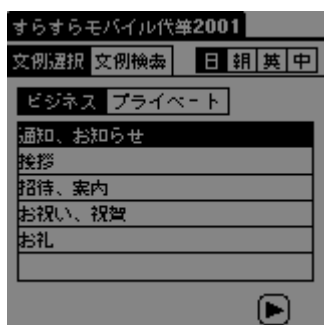 すらすらモバイル代筆2001
文例選択 文例検索 日 朝 英 中
ビジネス プライベート
通知、お知らせ
挨拶
招待、案内
お祝い、祝賀
お礼